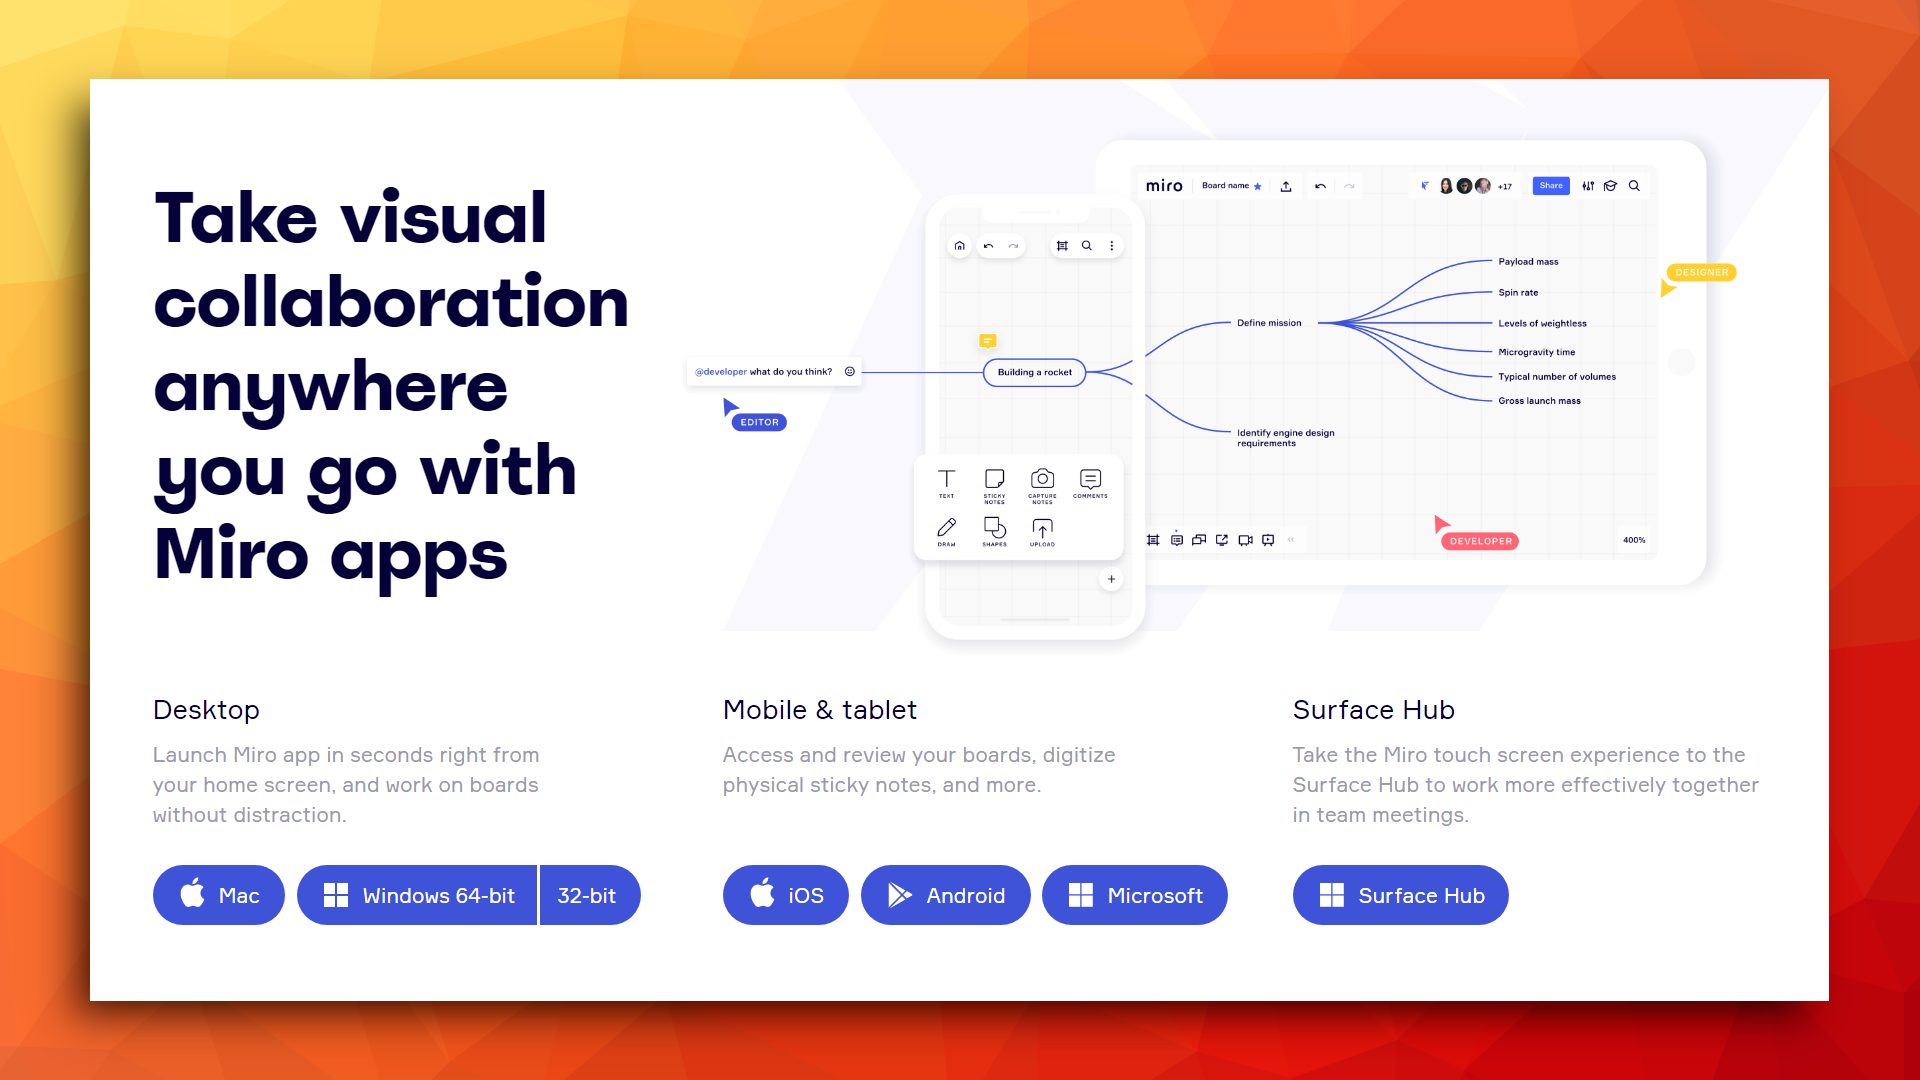 Take visual
collaboration
anywhere
you go with
Miro apps
miro
Board name
+17
Share
@developer what do you think?
EDITOR
Building a rocket
Define mission
Identify engine design
requirements
Payload mass
Spin rate
Levels of weightless
Microgravity time
Typical number of volumes
Gross launch mass
DESIGNER
DEVELOPER
400%
TEXT
STICKY
NOTES
CAPTURE
NOTES
COMMENTS
DRAW
SHAPES
UPLOAD
Desktop
Launch Miro app in seconds right from
your home screen, and work on boards
without distraction.
Mac
Windows 64-bit
32-bit
Mobile & tablet
Access and review your boards, digitize
physical sticky notes, and more.
iOS
Android
Microsoft
Surface Hub
Take the Miro touch screen experience to the
Surface Hub to work more effectively together
in team meetings.
Surface Hub